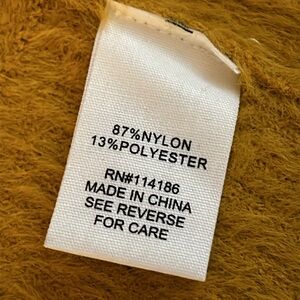 87%NYLON
13%POLYESTER
RN#114186
MADE IN CHINA
SEE REVERSE
FOR CARE